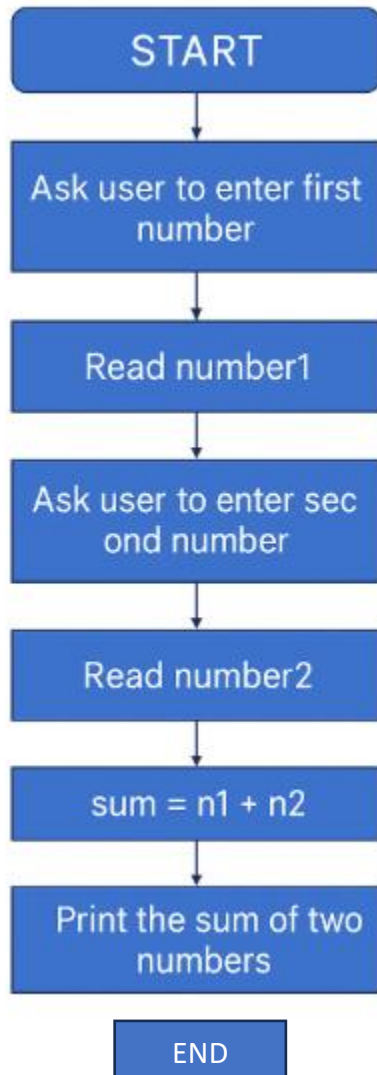 START
Ask user to enter first
number
Read number1
Ask user to enter sec
ond number
Read number2
sum = n1 + n2
Print the sum of two
numbers
END